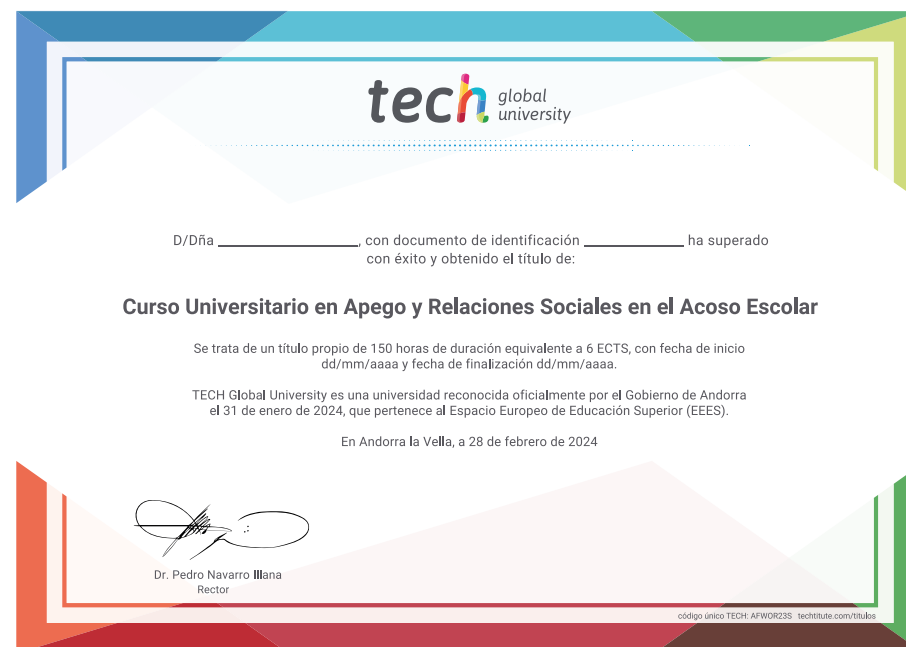 tech global university
D/Dña ____________________, con documento de identificación ______________ ha superado
con éxito y obtenido el título de:
Curso Universitario en Apego y Relaciones Sociales en el Acoso Escolar
Se trata de un título propio de 150 horas de duración equivalente a 6 ECTS, con fecha de inicio
dd/mm/aaaa y fecha de finalización dd/mm/aaaa.
TECH Global University es una universidad reconocida oficialmente por el Gobierno de Andorra
el 31 de enero de 2024, que pertenece al Espacio Europeo de Educación Superior (EEES).
En Andorra la Vella, a 28 de febrero de 2024
Dr. Pedro Navarro Illana
Rector
código único TECH: AFWOR23S techtitute.com/titulos